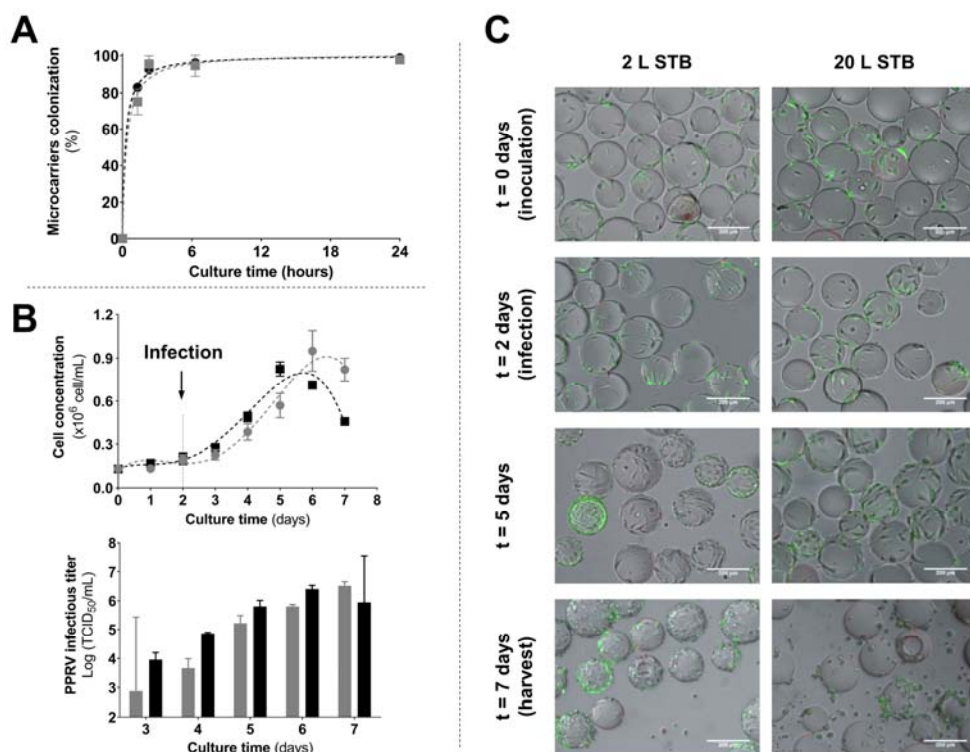 A
Microcarriers colonization
(%)
100
80
60
40
20
0
0
6
12
18
24
Culture time (hours)
B
Cell concentration
(x10⁶ cell/mL)
1.2
0.9
0.6
0.3
0.0
Infection
0
1
2
3
4
5
6
7
8
Culture time (days)
PPRV infectious titer
Log (TCID₅₀/mL)
8
7
6
5
4
3
2
3
4
5
6
7
Culture time (days)
C
2 L STB
20 L STB
t = 0 days
(inoculation)
t = 2 days
(infection)
t = 5 days
t = 7 days
(harvest)